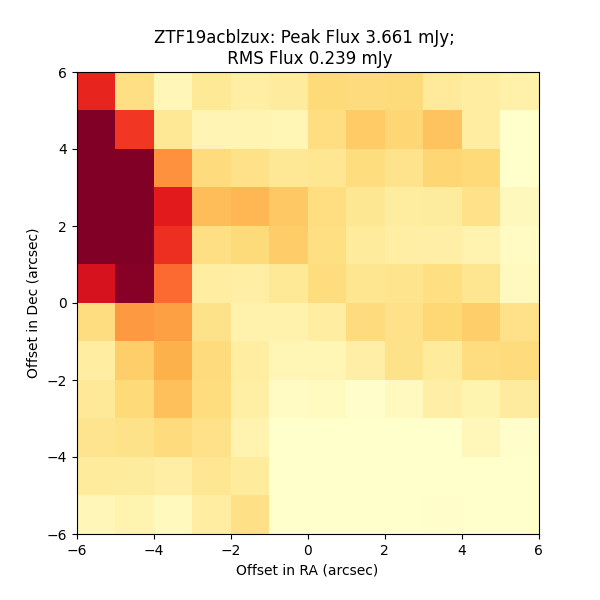 ZTF19acblzux: Peak Flux 3.661 mJy;
RMS Flux 0.239 mJy
6
4
2
0
−2
−4
−6
Offset in Dec (arcsec)
−6 −4 −2 0 2 4 6
Offset in RA (arcsec)